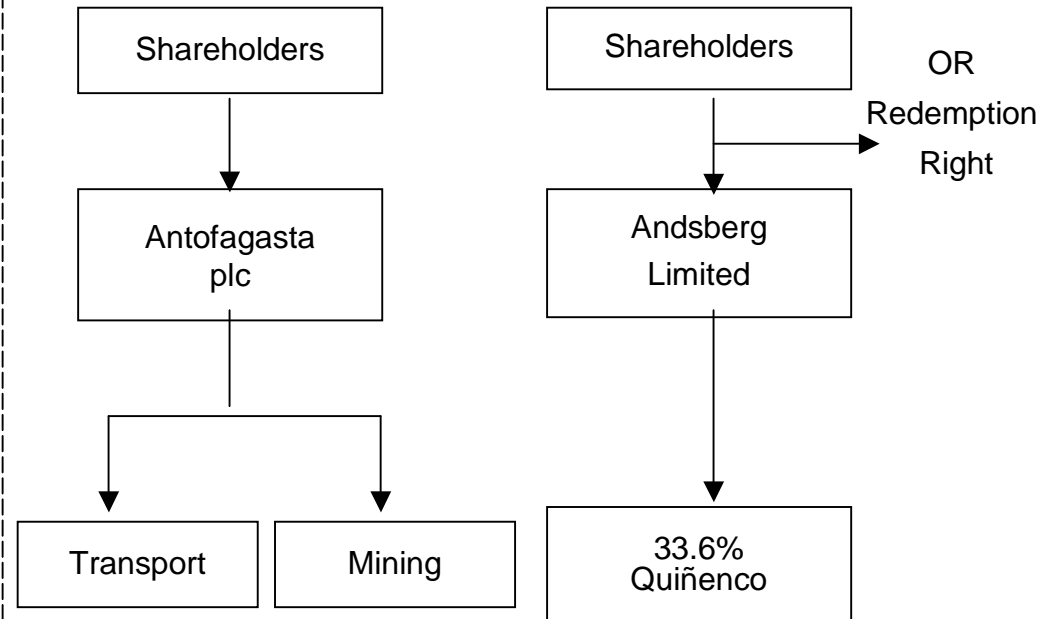 Shareholders
Shareholders
OR
Redemption
Right
Antofagasta
plc
Andsberg
Limited
Transport
Mining
33.6%
Quiñenco